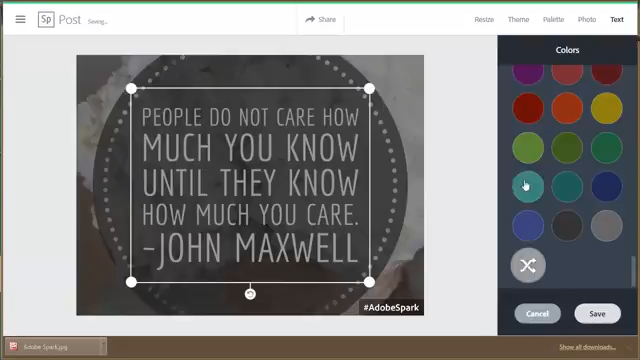 Sp Post Saving... Share Resize Theme Palette Photo Text
Colors
PEOPLE DO NOT CARE HOW
MUCH YOU KNOW
UNTIL THEY KNOW
HOW MUCH YOU CARE.
-JOHN MAXWELL
#AdobeSpark
Cancel Save
Adobe Spark.jpg Show all downloads...